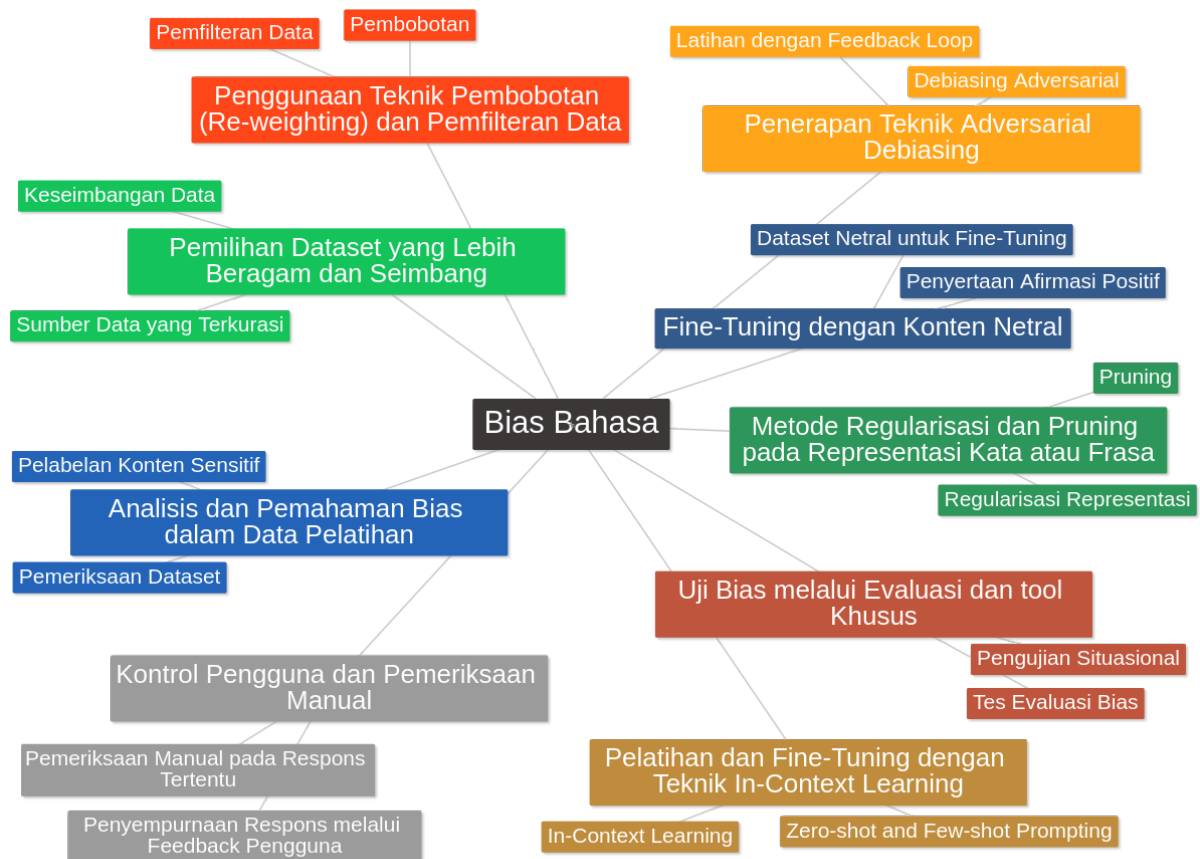 Pemfilteran Data
Pembobotan
Penggunaan Teknik Pembobotan
(Re-weighting) dan Pemfilteran Data
Latihan dengan Feedback Loop
Debiasing Adversarial
Penerapan Teknik Adversarial
Debiasing
Keseimbangan Data
Pemilihan Dataset yang Lebih
Beragam dan Seimbang
Sumber Data yang Terkurasi
Dataset Netral untuk Fine-Tuning
Penyertaan Afirmasi Positif
Fine-Tuning dengan Konten Netral
Bias Bahasa
Pruning
Metode Regularisasi dan Pruning
pada Representasi Kata atau Frasa
Regularisasi Representasi
Pelabelan Konten Sensitif
Analisis dan Pemahaman Bias
dalam Data Pelatihan
Pemeriksaan Dataset
Uji Bias melalui Evaluasi dan tool
Khusus
Pengujian Situasional
Tes Evaluasi Bias
Kontrol Pengguna dan Pemeriksaan
Manual
Pemeriksaan Manual pada Respons
Tertentu
Penyempurnaan Respons melalui
Feedback Pengguna
Pelatihan dan Fine-Tuning dengan
Teknik In-Context Learning
In-Context Learning
Zero-shot and Few-shot Prompting